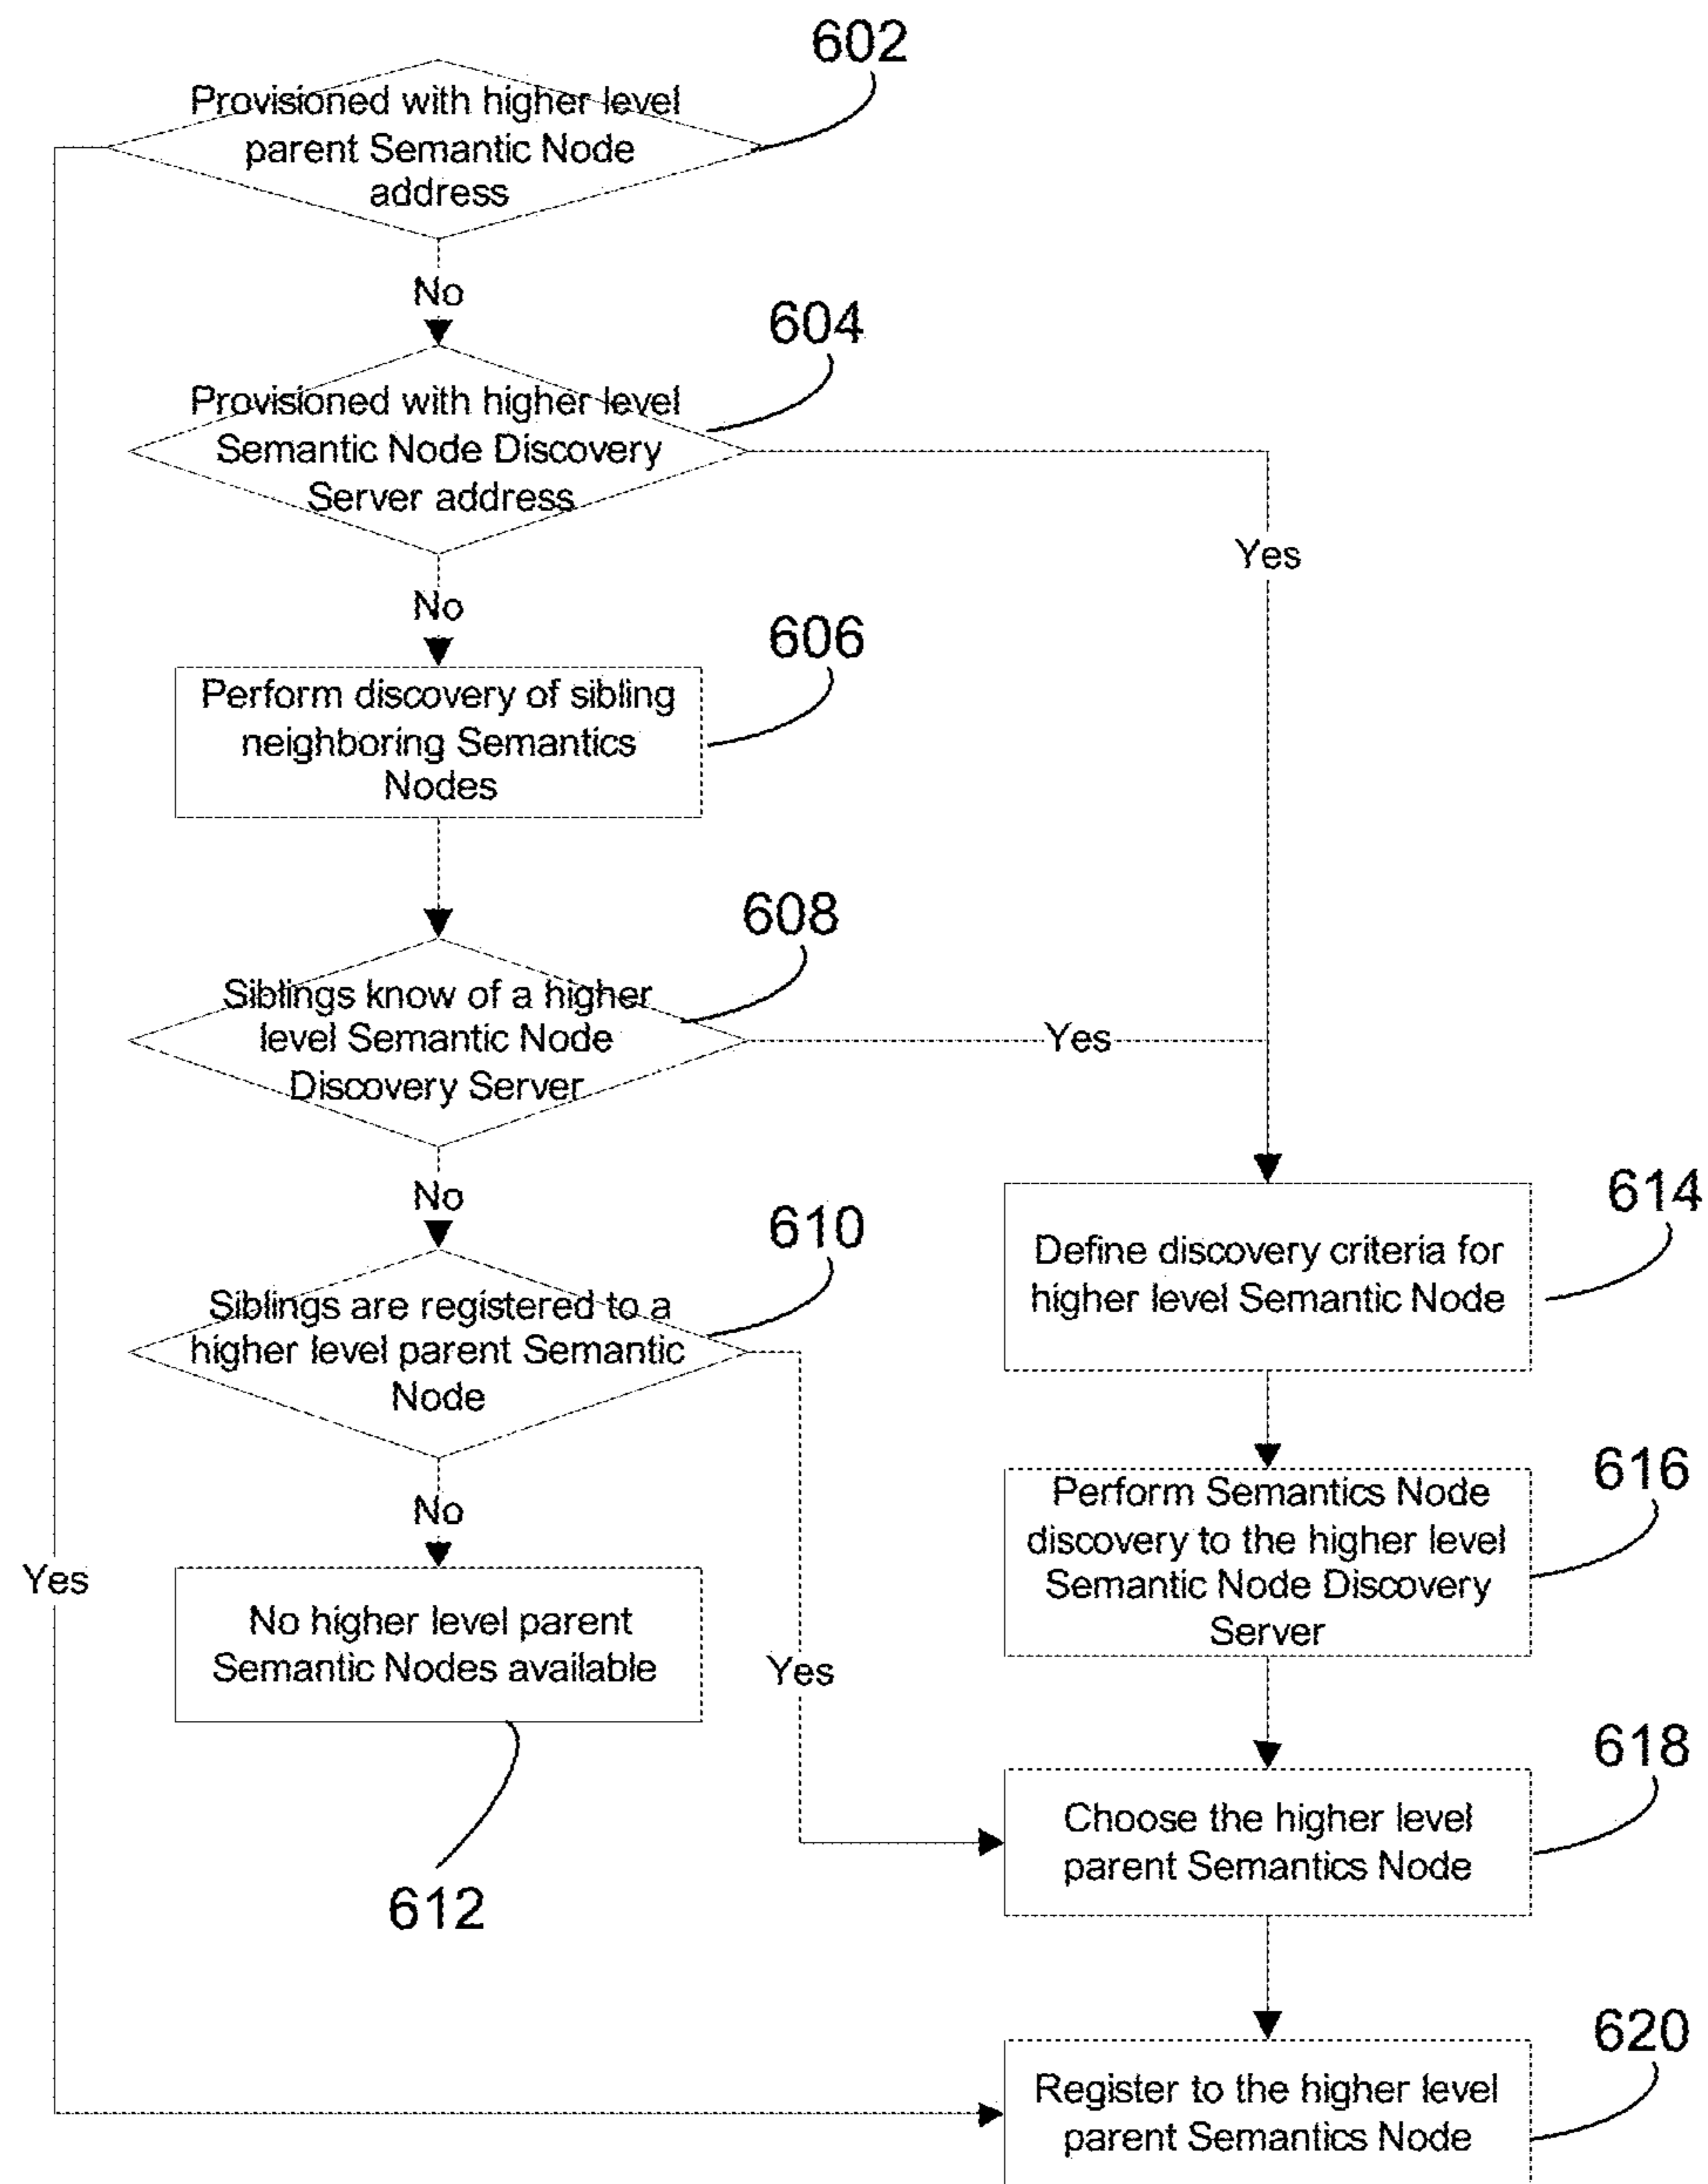 602
Provisioned with higher level
parent Semantic Node
address
No
604
Provisioned with higher level
Semantic Node Discovery
Server address
Yes
No
606
Perform discovery of sibling
neighboring Semantics
Nodes
608
Siblings know of a higher
level Semantic Node
Discovery Server
Yes
No
610
Siblings are registered to a
higher level parent Semantic
Node
614
Define discovery criteria for
higher level Semantic Node
No
616
Perform Semantics Node
discovery to the higher level
Semantic Node Discovery
Server
Yes
No higher level parent
Semantic Nodes available
612
Yes
618
Choose the higher level
parent Semantics Node
620
Register to the higher level
parent Semantics Node